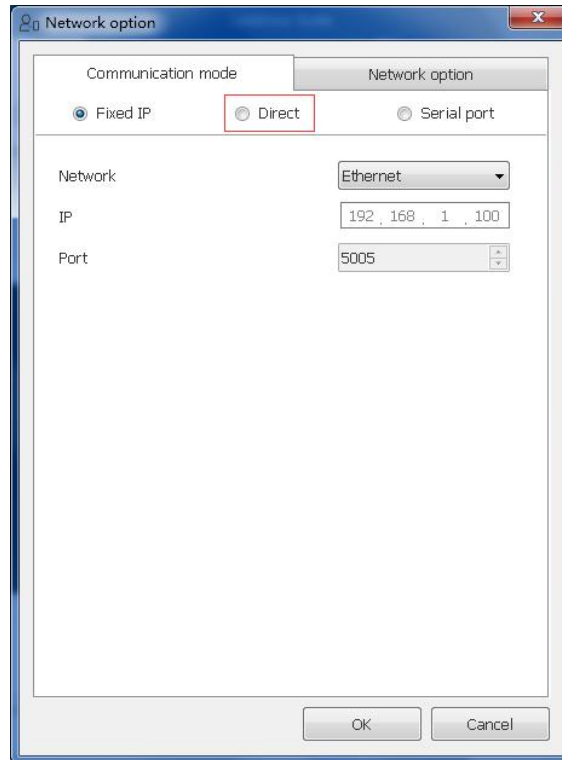 Network option
Communication mode Network option
Fixed IP Direct Serial port
Network Ethernet
IP 192 . 168 . 1 . 100
Port 5005
OK Cancel